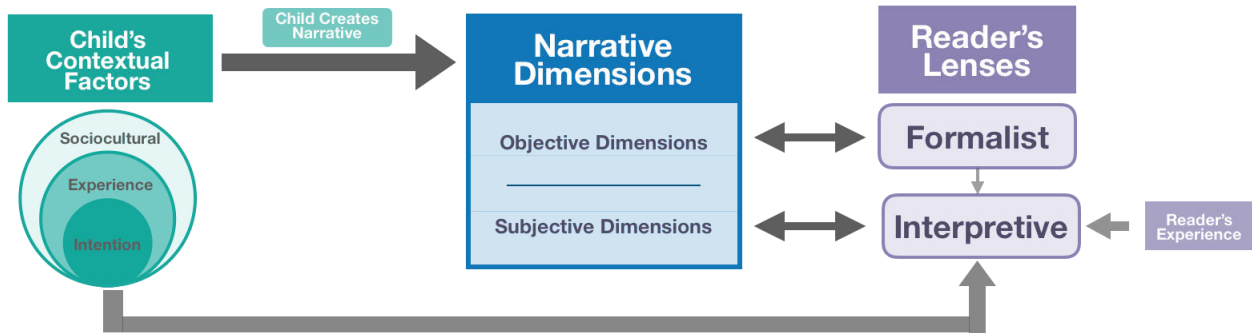 Child's
Contextual
Factors
Child Creates
Narrative
Narrative
Dimensions
Reader's
Lenses
Sociocultural
Experience
Intention
Objective Dimensions
Subjective Dimensions
Formalist
Interpretive
Reader's
Experience